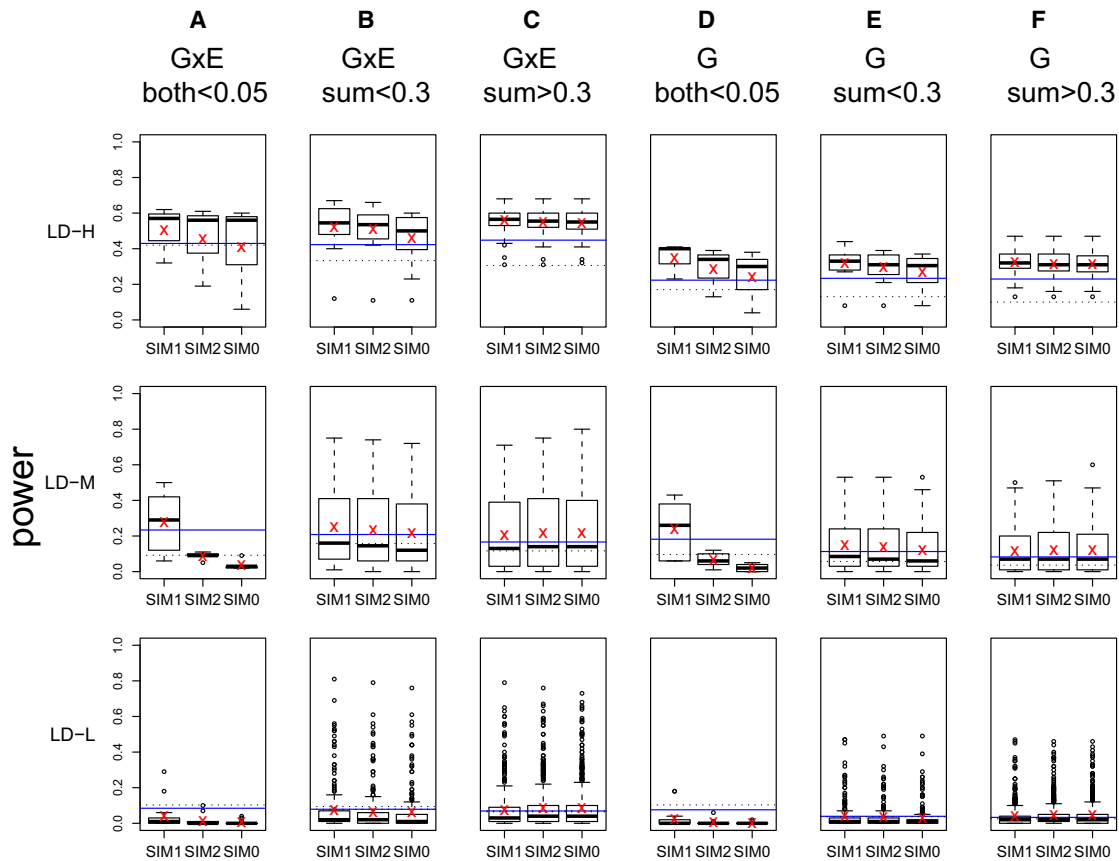 A B C D E F
GxE GxE GxE G G G
both<0.05 sum<0.3 sum>0.3 both<0.05 sum<0.3 sum>0.3
power
LD−H
0.0 0.2 0.4 0.6 0.8 1.0
SIM1 SIM2 SIM0 SIM1 SIM2 SIM0 SIM1 SIM2 SIM0 SIM1 SIM2 SIM0 SIM1 SIM2 SIM0 SIM1 SIM2 SIM0
LD−M
0.0 0.2 0.4 0.6 0.8 1.0
SIM1 SIM2 SIM0 SIM1 SIM2 SIM0 SIM1 SIM2 SIM0 SIM1 SIM2 SIM0 SIM1 SIM2 SIM0 SIM1 SIM2 SIM0
LD−L
0.0 0.2 0.4 0.6 0.8 1.0
SIM1 SIM2 SIM0 SIM1 SIM2 SIM0 SIM1 SIM2 SIM0 SIM1 SIM2 SIM0 SIM1 SIM2 SIM0 SIM1 SIM2 SIM0